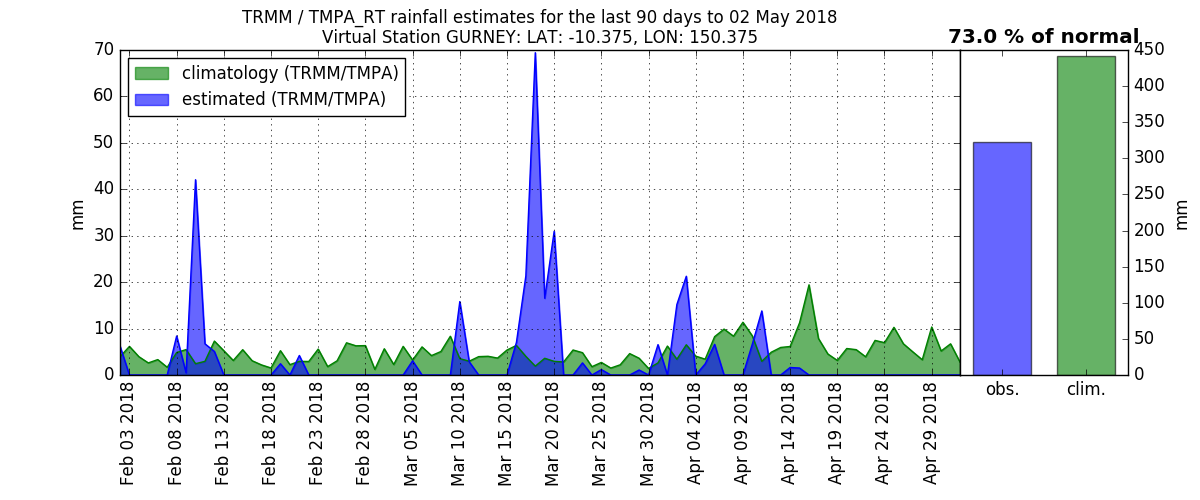 TRMM / TMPA_RT rainfall estimates for the last 90 days to 02 May 2018
Virtual Station GURNEY: LAT: -10.375, LON: 150.375
73.0 % of normal
climatology (TRMM/TMPA)
estimated (TRMM/TMPA)
70
60
50
40
30
20
10
0
mm
Feb 03 2018
Feb 08 2018
Feb 13 2018
Feb 18 2018
Feb 23 2018
Feb 28 2018
Mar 05 2018
Mar 10 2018
Mar 15 2018
Mar 20 2018
Mar 25 2018
Mar 30 2018
Apr 04 2018
Apr 09 2018
Apr 14 2018
Apr 19 2018
Apr 24 2018
Apr 29 2018
450
400
350
300
250
200
150
100
50
0
mm
obs.
clim.